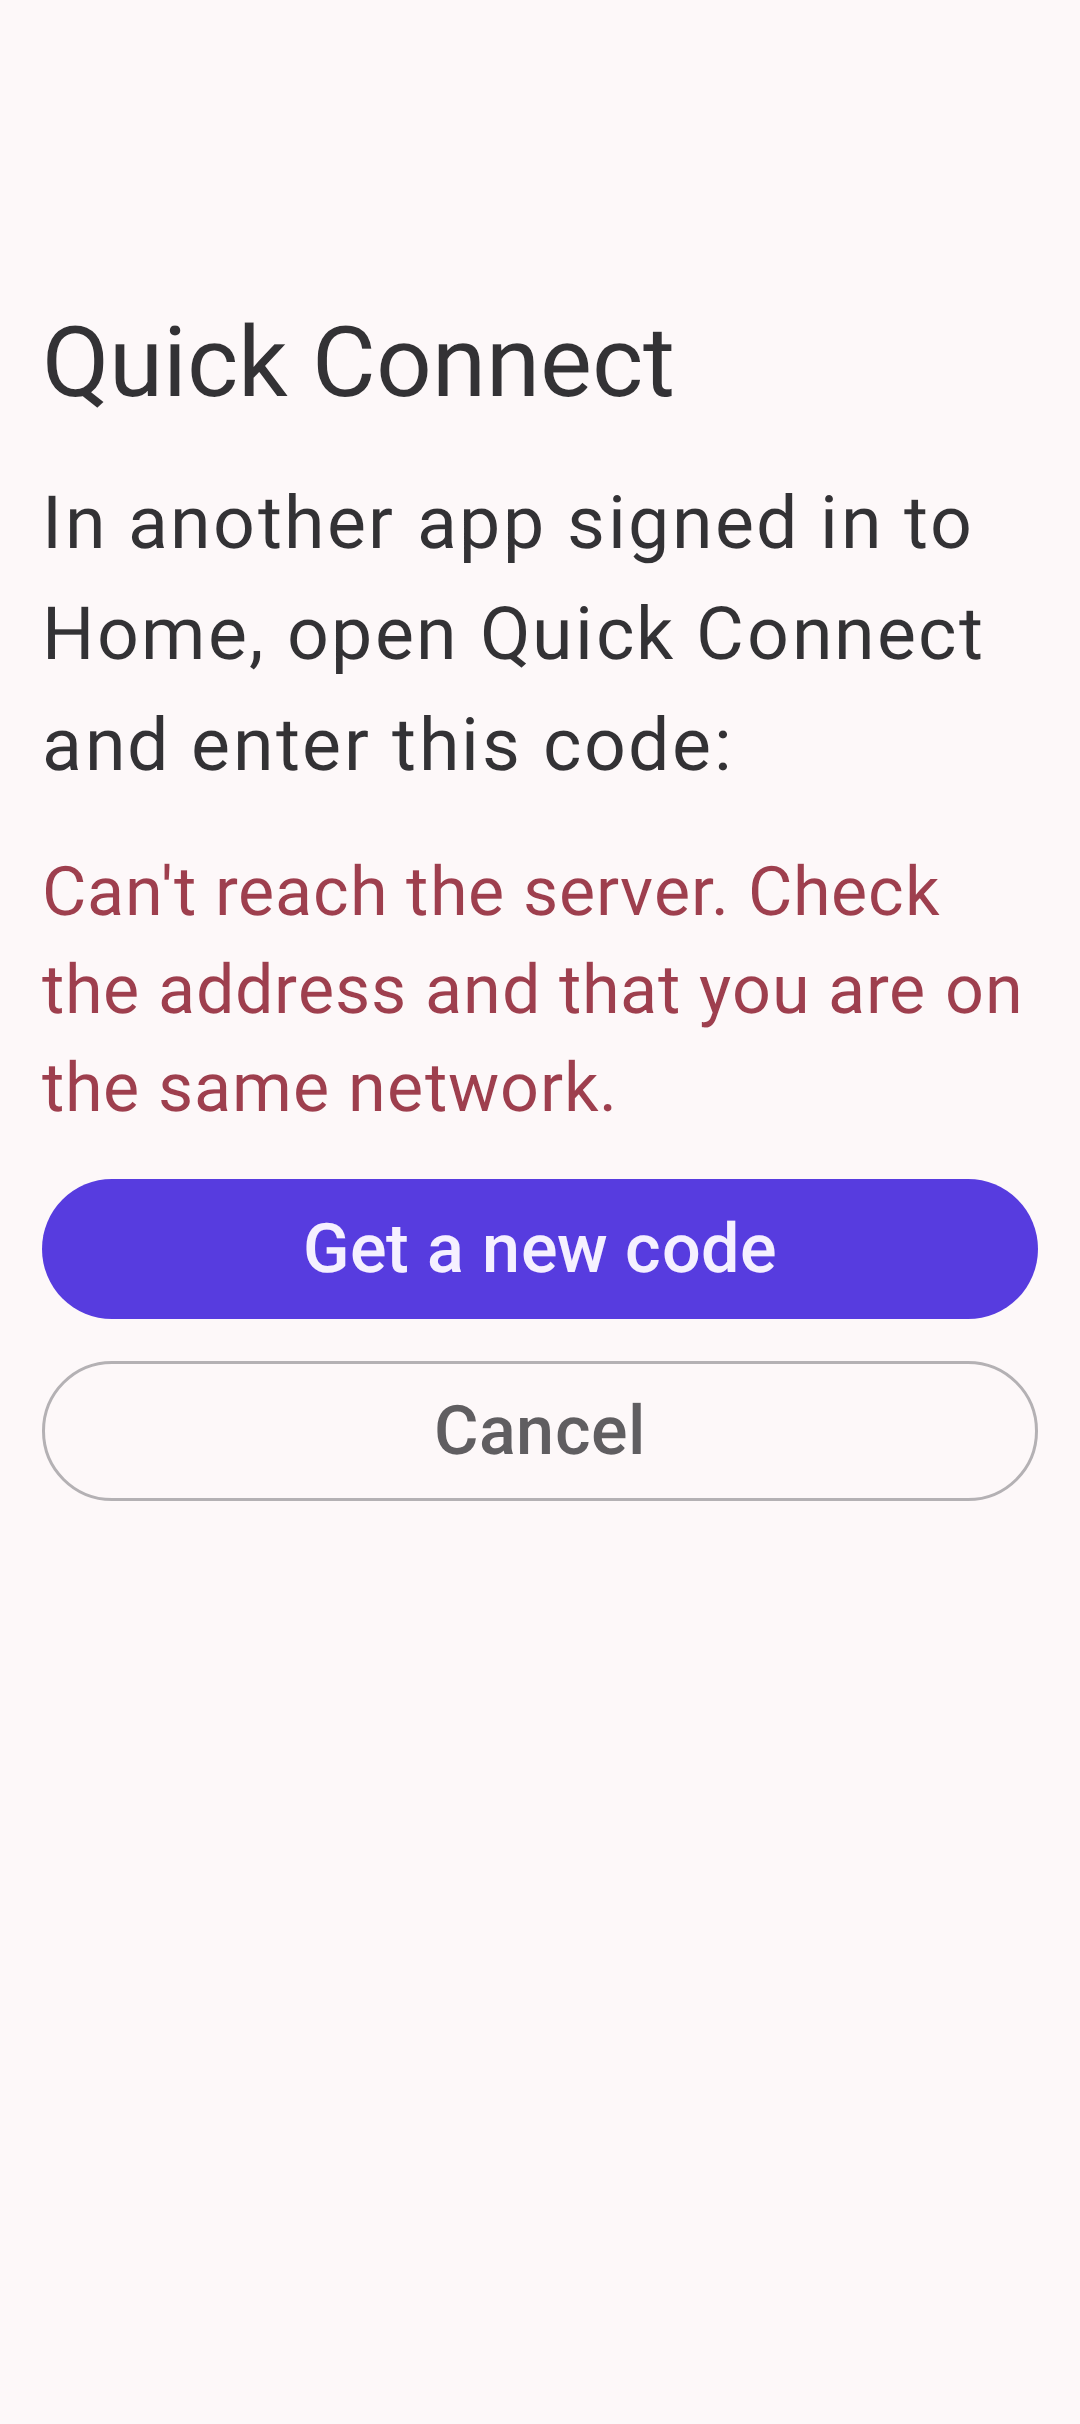 Quick Connect
In another app signed in to
Home, open Quick Connect
and enter this code:
Can't reach the server. Check
the address and that you are on
the same network.
Get a new code
Cancel